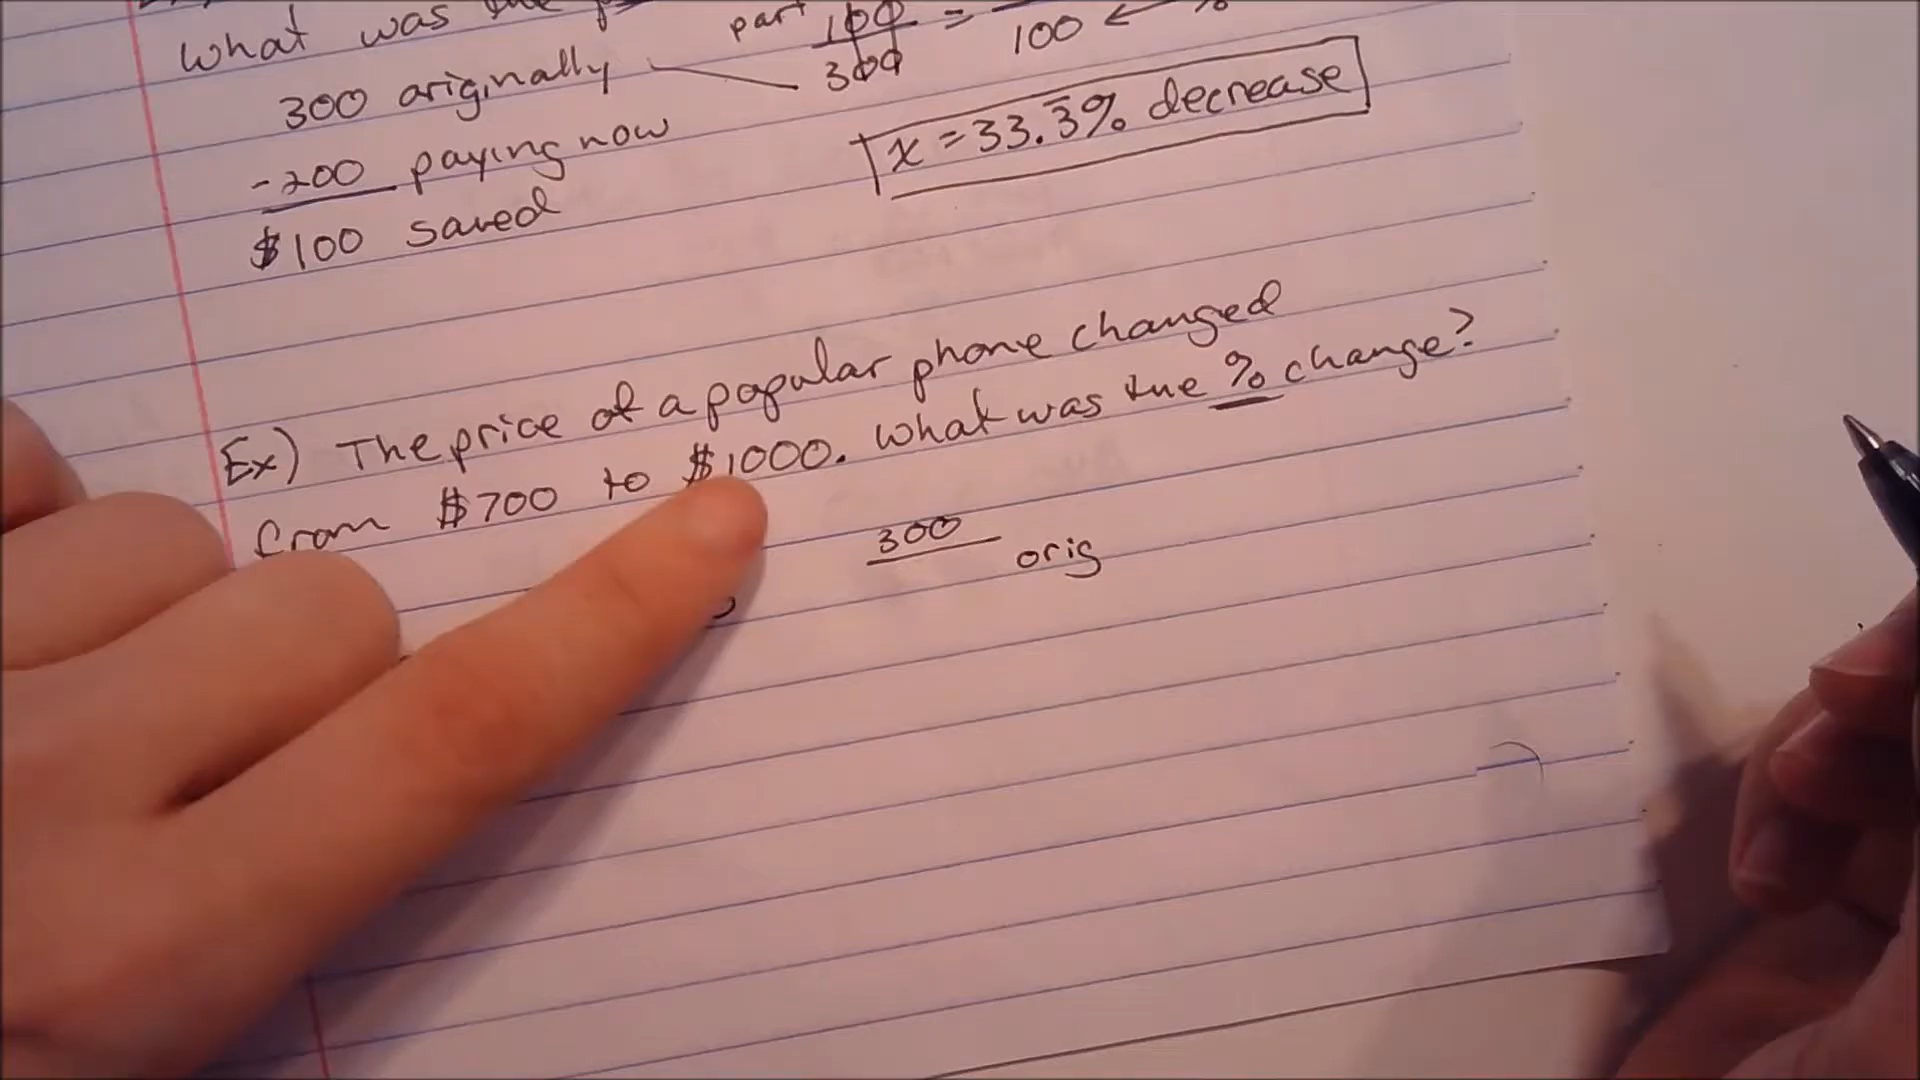 What was the
part 100 =
300 100 ← %
300 originally
-200 paying now
$100 saved
x = 33.3̅% decrease
Ex) The price of a popular phone changed
from $700 to $1000. What was the % change?
300 orig